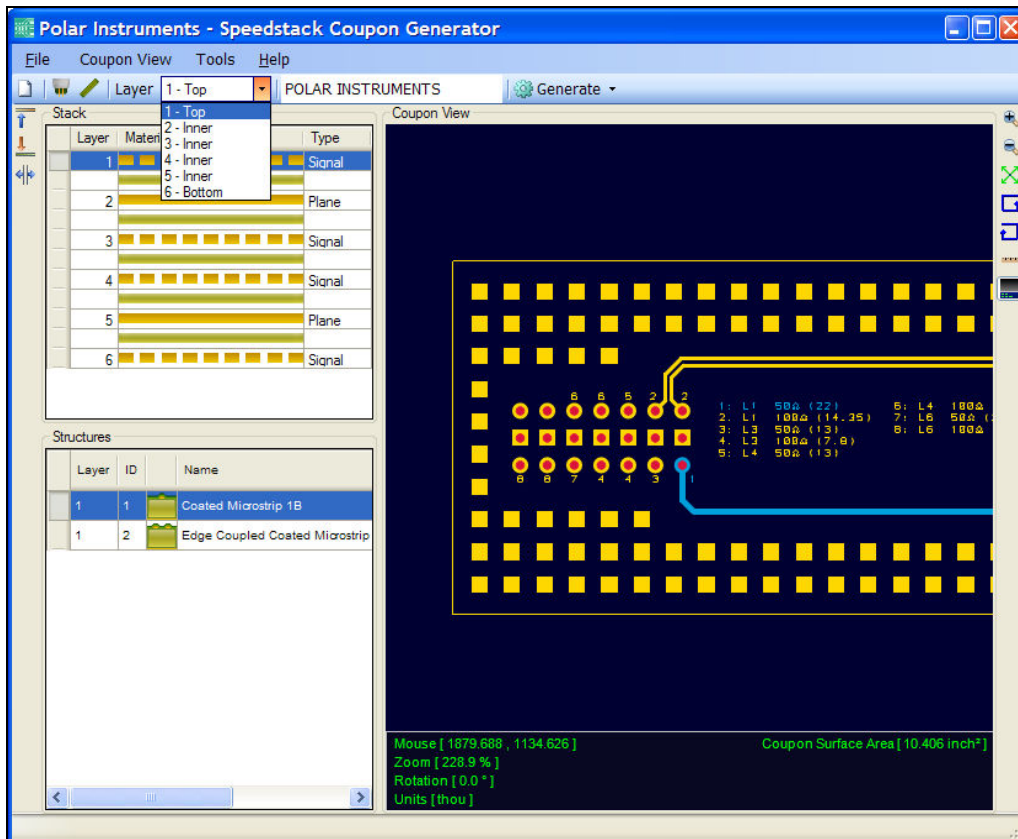 Polar Instruments - Speedstack Coupon Generator
File Coupon View Tools Help
Layer 1 - Top POLAR INSTRUMENTS Generate
1 - Top
2 - Inner
3 - Inner
4 - Inner
5 - Inner
6 - Bottom
Stack
Layer Materi Type
1 Signal
2 Plane
3 Signal
4 Signal
5 Plane
6 Signal
Structures
Layer ID Name
1 1 Coated Microstrip 1B
1 2 Edge Coupled Coated Microstrip
Coupon View
6 6 5 2 2
8 8 7 4 4 3 1
1: L1 50Ω (22)
2. L1 100Ω (14.35)
3: L3 50Ω (13)
4. L3 100Ω (7.8)
5: L4 50Ω (13)
6: L4 100Ω
7: L6 50Ω (
8: L6 100Ω
Mouse [ 1879.688 , 1134.626 ]
Zoom [ 228.9 % ]
Rotation [ 0.0 ° ]
Units [ thou ]
Coupon Surface Area [ 10.406 inch² ]